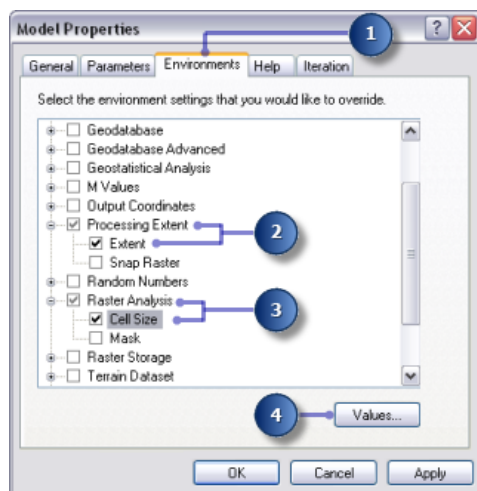 Model Properties
1
?
X
General Parameters Environments Help Iteration
Select the environment settings that you would like to override.
Geodatabase
Geodatabase Advanced
Geostatistical Analysis
M Values
Output Coordinates
Processing Extent
Extent
2
Snap Raster
Random Numbers
Raster Analysis
Cell Size
3
Mask
Raster Storage
Terrain Dataset
4
Values...
OK Cancel Apply